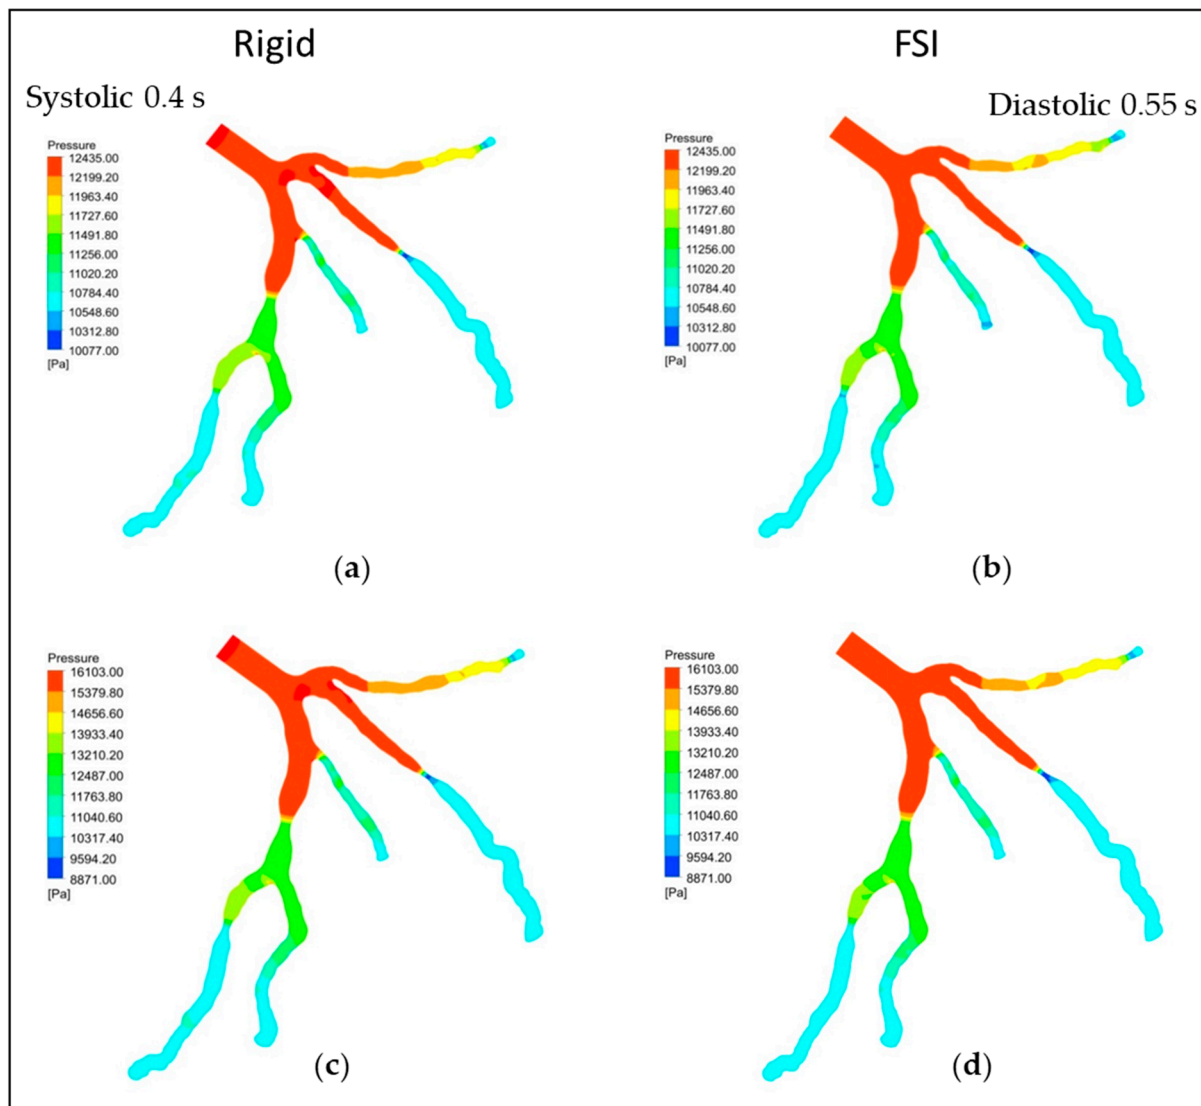 Rigid
FSI
Systolic 0.4 s
Diastolic 0.55 s
Pressure
12435.00
12199.20
11963.40
11727.60
11491.80
11256.00
11020.20
10784.40
10548.60
10312.80
10077.00
[Pa]
(a)
Pressure
12435.00
12199.20
11963.40
11727.60
11491.80
11256.00
11020.20
10784.40
10548.60
10312.80
10077.00
[Pa]
(b)
Pressure
16103.00
15379.80
14656.60
13933.40
13210.20
12487.00
11763.80
11040.60
10317.40
9594.20
8871.00
[Pa]
(c)
Pressure
16103.00
15379.80
14656.60
13933.40
13210.20
12487.00
11763.80
11040.60
10317.40
9594.20
8871.00
[Pa]
(d)